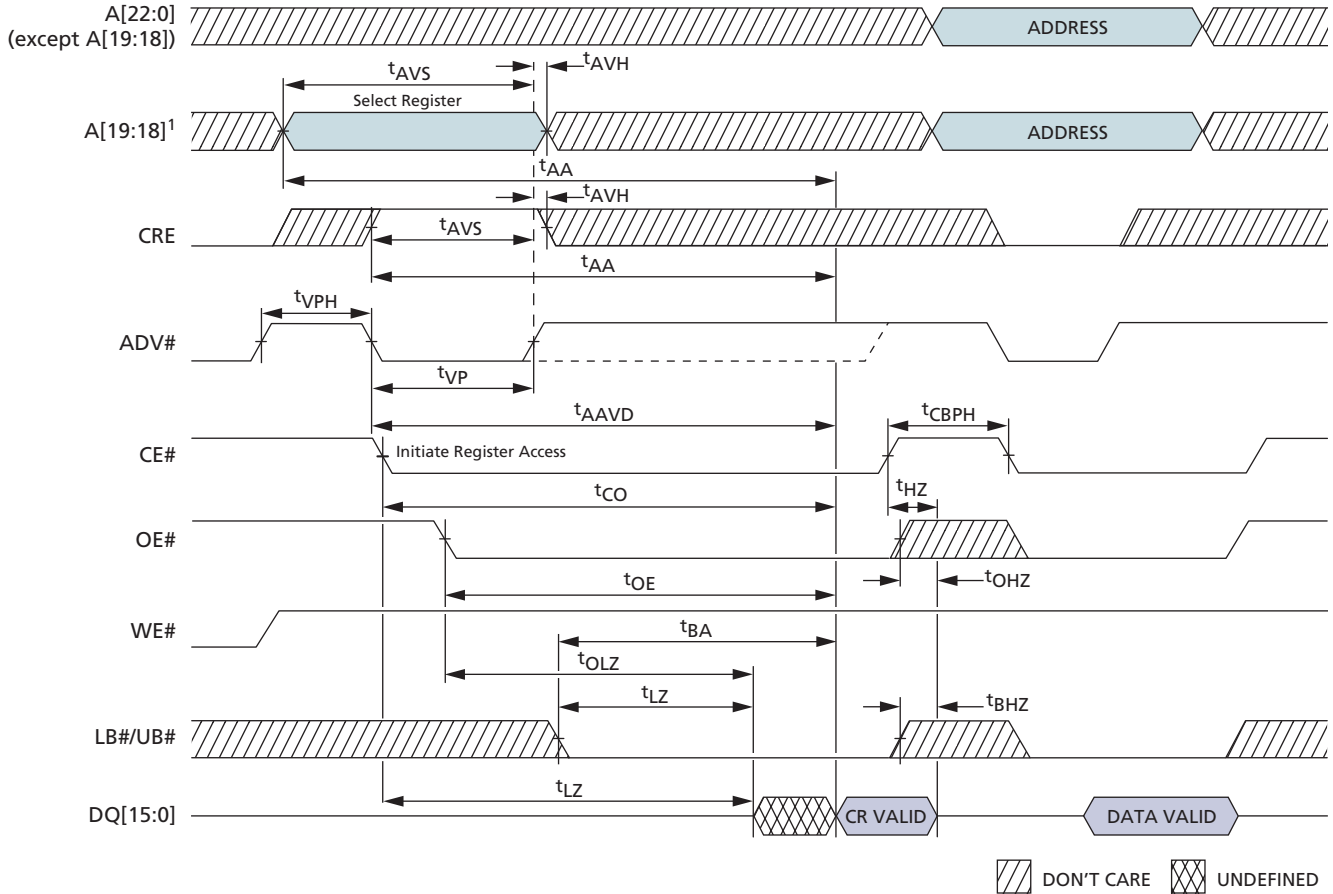 A[22:0]
(except A[19:18])
ADDRESS
tAVS
tAVH
Select Register
A[19:18]1
ADDRESS
tAA
tAVH
CRE
tAVS
tAA
tVPH
ADV#
tVP
tAAVD
tCBPH
CE#
Initiate Register Access
tCO
tHZ
OE#
tOE
tOHZ
WE#
tBA
tOLZ
tLZ
tBHZ
LB#/UB#
tLZ
DQ[15:0]
CR VALID
DATA VALID
DON'T CARE
UNDEFINED